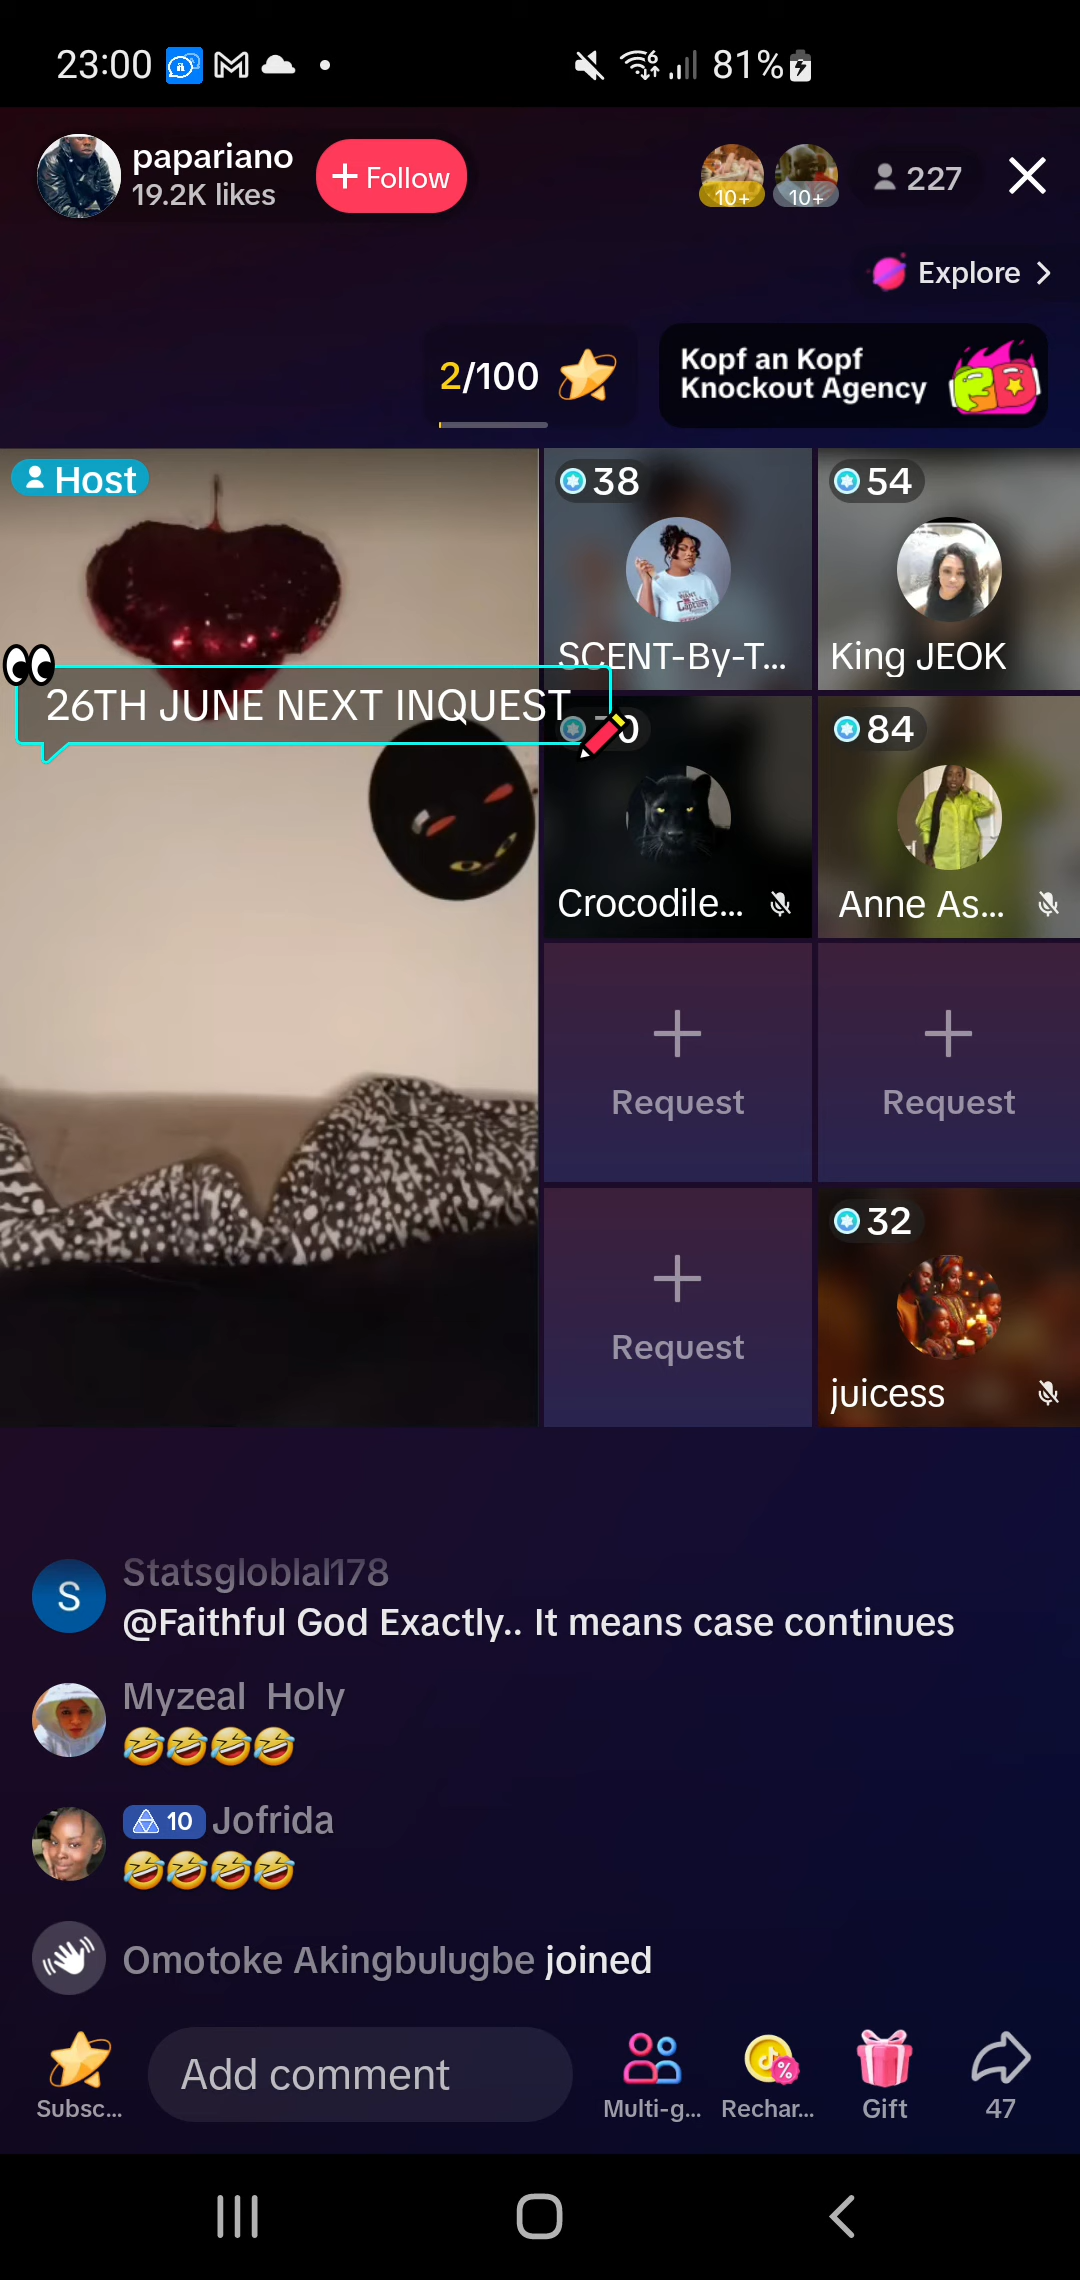 23:00
81%
papariano
19.2K likes
+ Follow
10+
10+
227
Explore >
2/100
Kopf an Kopf
Knockout Agency
Host
38
54
SCENT-By-T...
King JEOK
26TH JUNE NEXT INQUEST
84
Crocodile...
Anne As...
Request
Request
32
Request
juicess
S
Statsgloblal178
@Faithful God Exactly.. It means case continues
Myzeal Holy
🤣🤣🤣🤣
10 Jofrida
🤣🤣🤣🤣
Omotoke Akingbulugbe joined
Add comment
Subsc...
Multi-g...
Rechar...
Gift
47